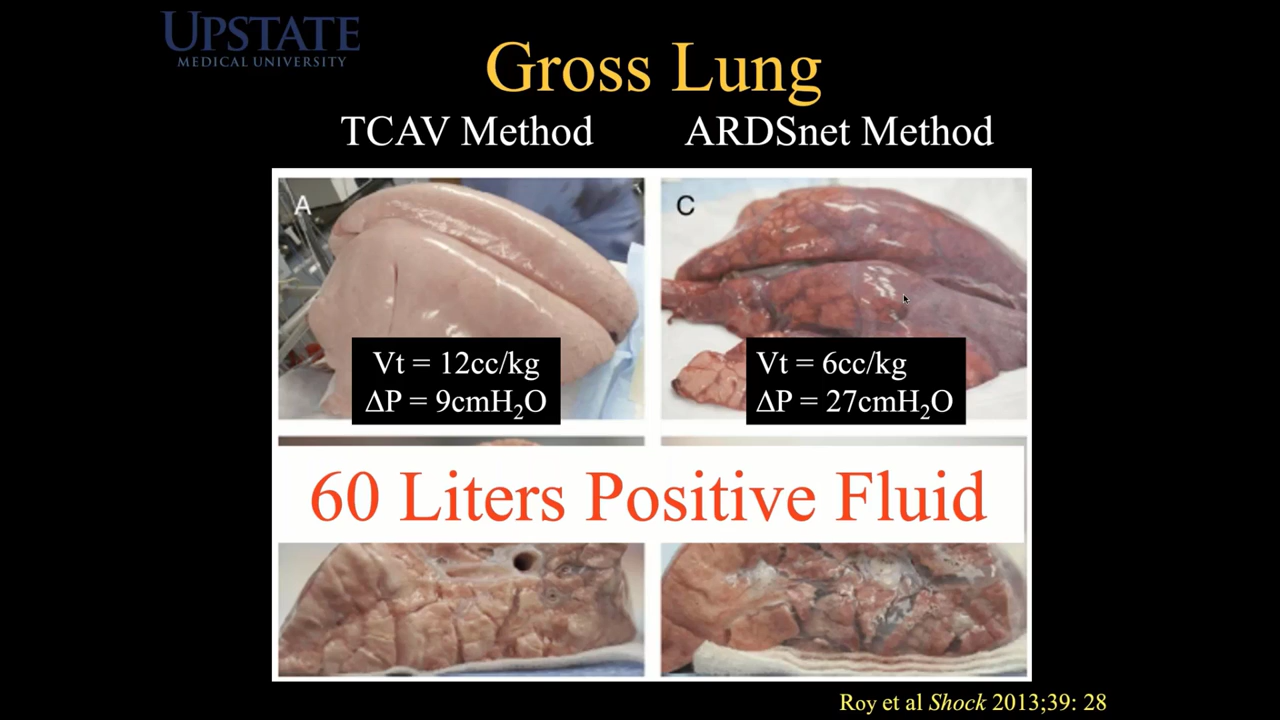 UPSTATE
MEDICAL UNIVERSITY
Gross Lung
TCAV Method
ARDSnet Method
A
C
Vt = 12cc/kg
ΔP = 9cmH₂O
Vt = 6cc/kg
ΔP = 27cmH₂O
60 Liters Positive Fluid
Roy et al Shock 2013;39: 28